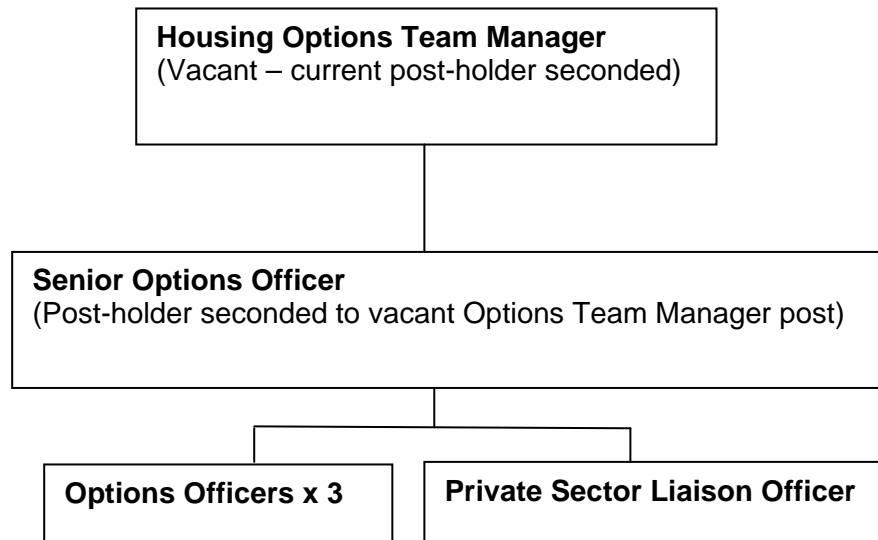 Housing Options Team Manager
(Vacant – current post-holder seconded)
Senior Options Officer
(Post-holder seconded to vacant Options Team Manager post)
Options Officers x 3
Private Sector Liaison Officer